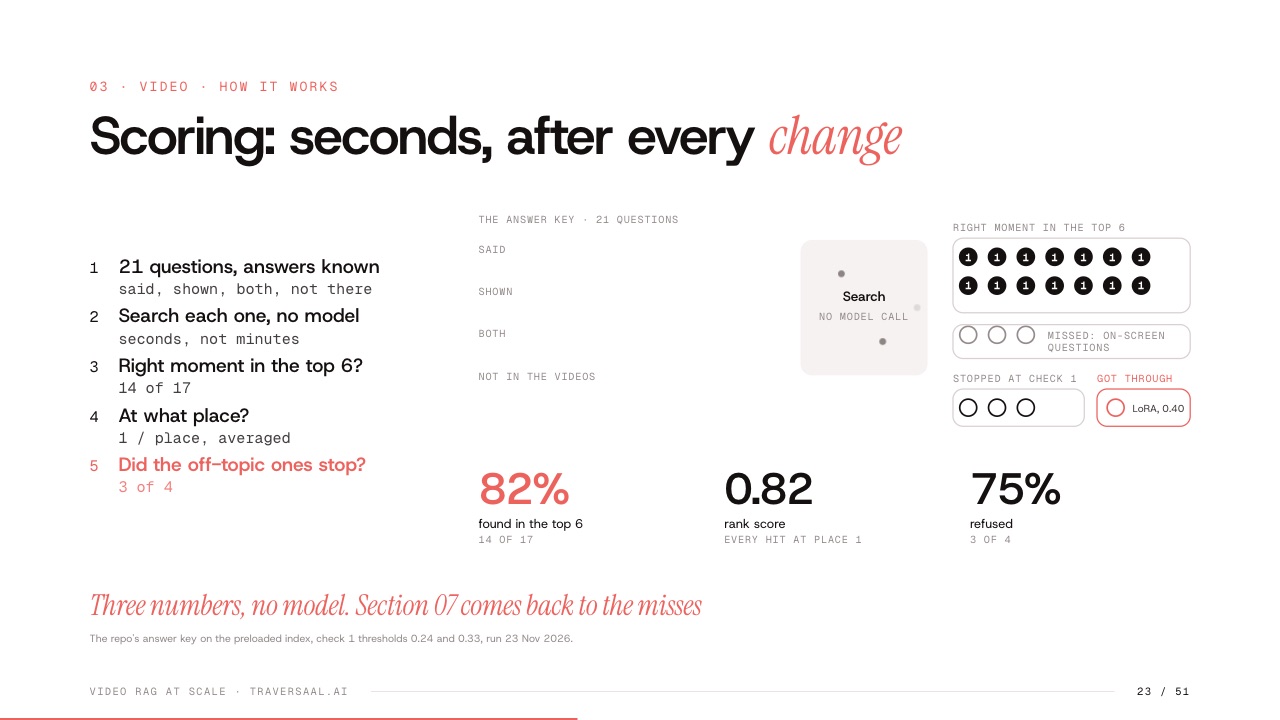 03 · VIDEO · HOW IT WORKS
Scoring: seconds, after every change
1 21 questions, answers known
said, shown, both, not there
2 Search each one, no model
seconds, not minutes
3 Right moment in the top 6?
14 of 17
4 At what place?
1 / place, averaged
5 Did the off-topic ones stop?
3 of 4
THE ANSWER KEY · 21 QUESTIONS
SAID
SHOWN
BOTH
NOT IN THE VIDEOS
Search
NO MODEL CALL
RIGHT MOMENT IN THE TOP 6
1 1 1 1 1 1 1
1 1 1 1 1 1 1
MISSED: ON-SCREEN
QUESTIONS
STOPPED AT CHECK 1
GOT THROUGH
LoRA, 0.40
82%
found in the top 6
14 OF 17
0.82
rank score
EVERY HIT AT PLACE 1
75%
refused
3 OF 4
Three numbers, no model. Section 07 comes back to the misses
The repo's answer key on the preloaded index, check 1 thresholds 0.24 and 0.33, run 23 Nov 2026.
VIDEO RAG AT SCALE · TRAVERSAAL.AI
23 / 51